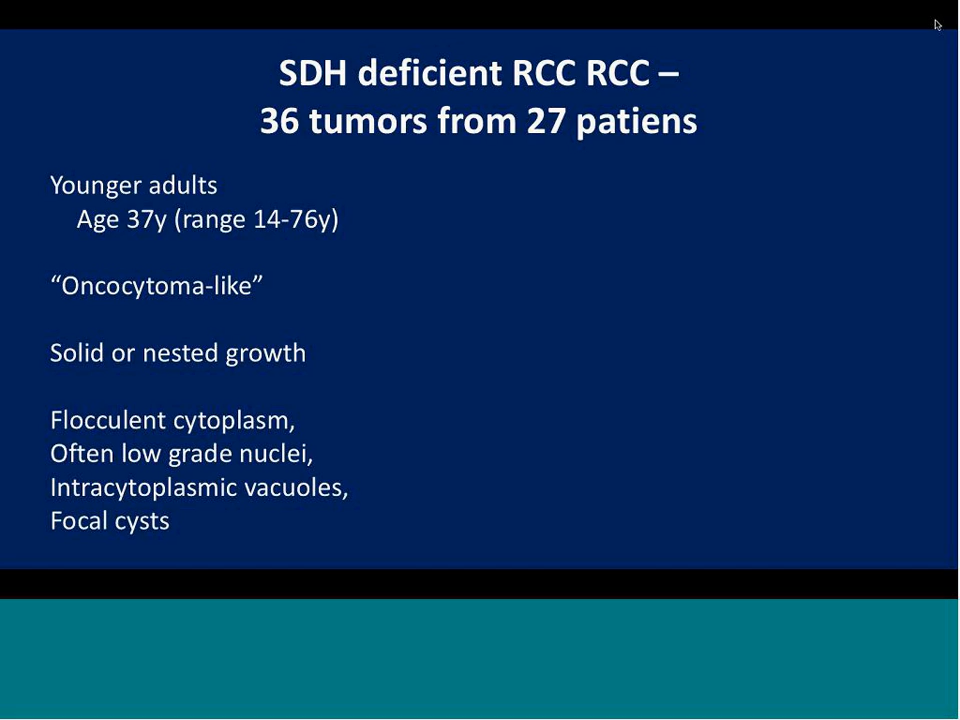 SDH deficient RCC RCC –
36 tumors from 27 patiens
Younger adults
Age 37y (range 14-76y)
“Oncocytoma-like”
Solid or nested growth
Flocculent cytoplasm,
Often low grade nuclei,
Intracytoplasmic vacuoles,
Focal cysts